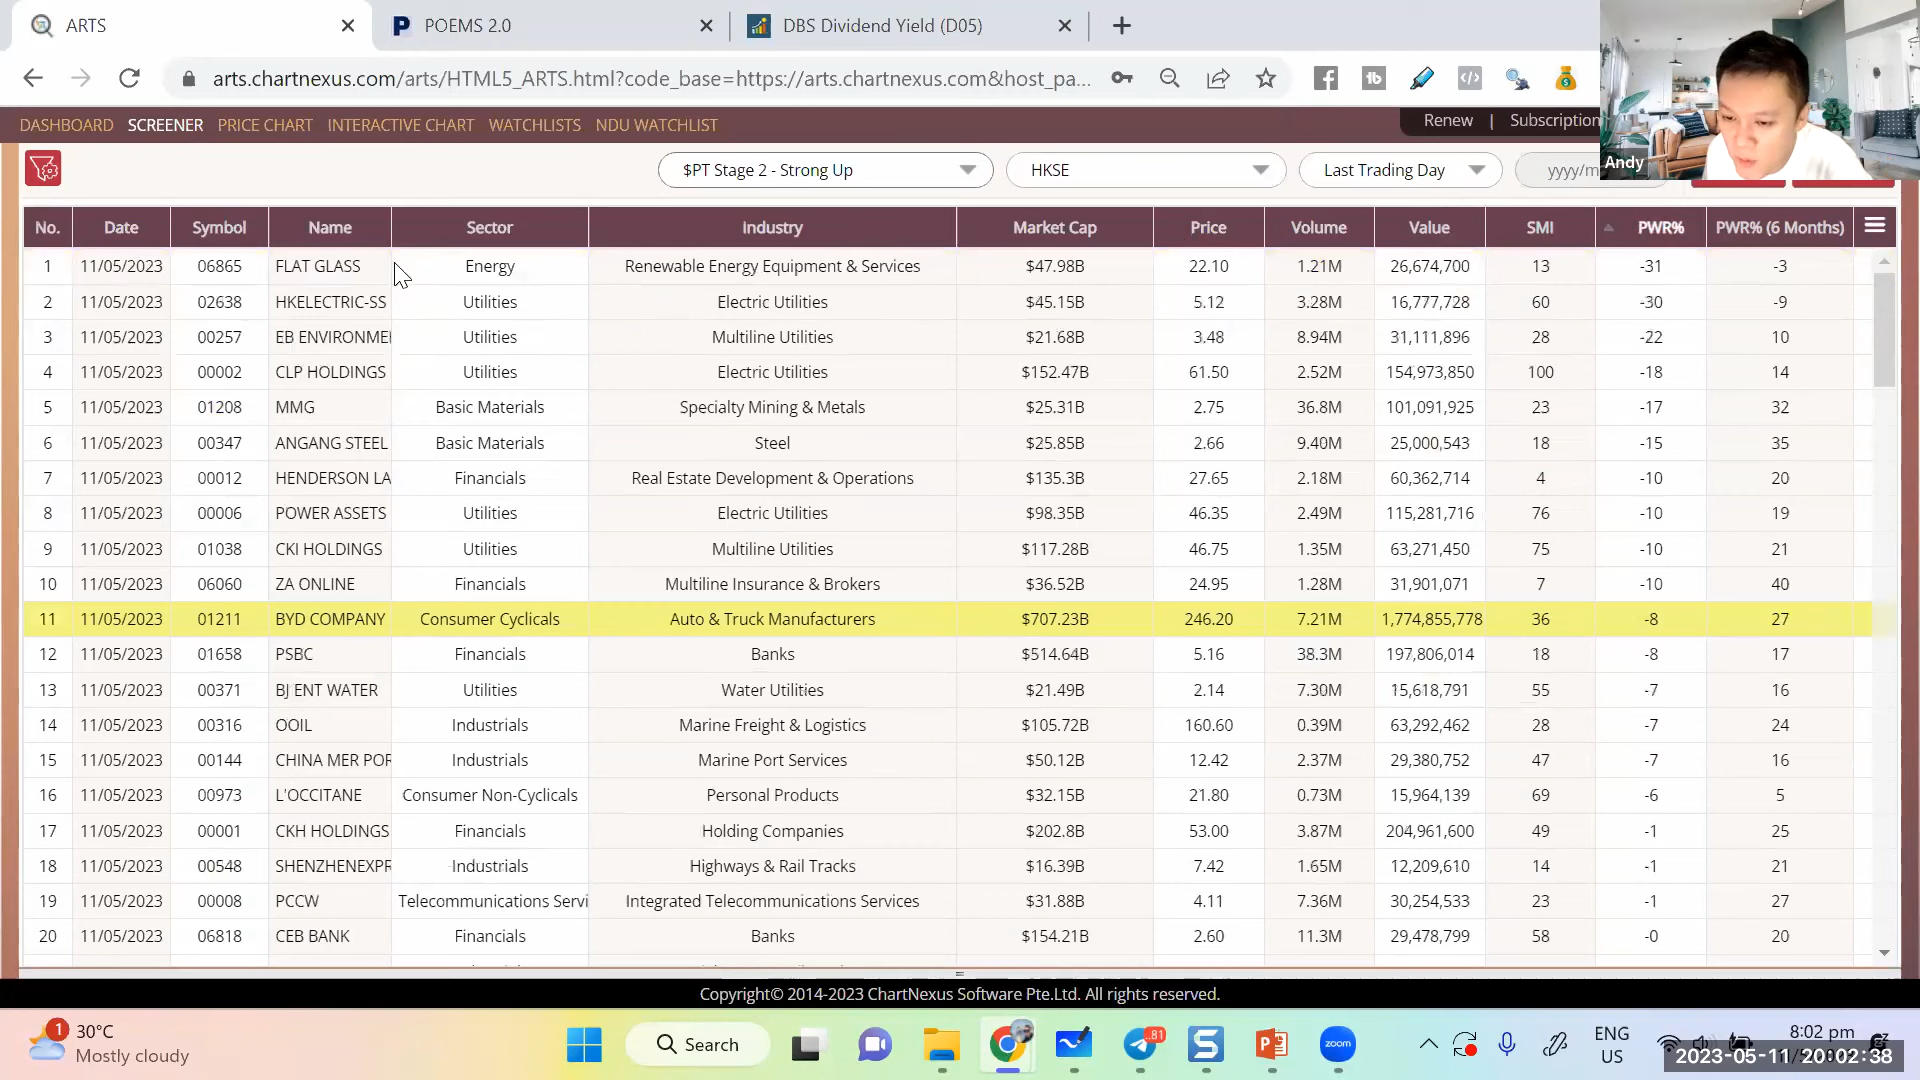 ARTS
POEMS 2.0
DBS Dividend Yield (D05)
arts.chartnexus.com/arts/HTML5_ARTS.html?code_base=https://arts.chartnexus.com&host_pa...
DASHBOARD SCREENER PRICE CHART INTERACTIVE CHART WATCHLISTS NDU WATCHLIST
Renew | Subscription
Andy
$PT Stage 2 - Strong Up HKSE Last Trading Day yyyy/m
No. Date Symbol Name Sector Industry Market Cap Price Volume Value SMI PWR% PWR% (6 Months)
1 11/05/2023 06865 FLAT GLASS Energy Renewable Energy Equipment & Services $47.98B 22.10 1.21M 26,674,700 13 -31 -3
2 11/05/2023 02638 HKELECTRIC-SS Utilities Electric Utilities $45.15B 5.12 3.28M 16,777,728 60 -30 -9
3 11/05/2023 00257 EB ENVIRONME Utilities Multiline Utilities $21.68B 3.48 8.94M 31,111,896 28 -22 10
4 11/05/2023 00002 CLP HOLDINGS Utilities Electric Utilities $152.47B 61.50 2.52M 154,973,850 100 -18 14
5 11/05/2023 01208 MMG Basic Materials Specialty Mining & Metals $25.31B 2.75 36.8M 101,091,925 23 -17 32
6 11/05/2023 00347 ANGANG STEEL Basic Materials Steel $25.85B 2.66 9.40M 25,000,543 18 -15 35
7 11/05/2023 00012 HENDERSON LA Financials Real Estate Development & Operations $135.3B 27.65 2.18M 60,362,714 4 -10 20
8 11/05/2023 00006 POWER ASSETS Utilities Electric Utilities $98.35B 46.35 2.49M 115,281,716 76 -10 19
9 11/05/2023 01038 CKI HOLDINGS Utilities Multiline Utilities $117.28B 46.75 1.35M 63,271,450 75 -10 21
10 11/05/2023 06060 ZA ONLINE Financials Multiline Insurance & Brokers $36.52B 24.95 1.28M 31,901,071 7 -10 40
11 11/05/2023 01211 BYD COMPANY Consumer Cyclicals Auto & Truck Manufacturers $707.23B 246.20 7.21M 1,774,855,778 36 -8 27
12 11/05/2023 01658 PSBC Financials Banks $514.64B 5.16 38.3M 197,806,014 18 -8 17
13 11/05/2023 00371 BJ ENT WATER Utilities Water Utilities $21.49B 2.14 7.30M 15,618,791 55 -7 16
14 11/05/2023 00316 OOIL Industrials Marine Freight & Logistics $105.72B 160.60 0.39M 63,292,462 28 -7 24
15 11/05/2023 00144 CHINA MER POR Industrials Marine Port Services $50.12B 12.42 2.37M 29,380,752 47 -7 16
16 11/05/2023 00973 L'OCCITANE Consumer Non-Cyclicals Personal Products $32.15B 21.80 0.73M 15,964,139 69 -6 5
17 11/05/2023 00001 CKH HOLDINGS Financials Holding Companies $202.8B 53.00 3.87M 204,961,600 49 -1 25
18 11/05/2023 00548 SHENZHENEXPR Industrials Highways & Rail Tracks $16.39B 7.42 1.65M 12,209,610 14 -1 21
19 11/05/2023 00008 PCCW Telecommunications Servi Integrated Telecommunications Services $31.88B 4.11 7.36M 30,254,533 23 -1 27
20 11/05/2023 06818 CEB BANK Financials Banks $154.21B 2.60 11.3M 29,478,799 58 -0 20
Copyright© 2014-2023 ChartNexus Software Pte.Ltd. All rights reserved.
1 30°C
Mostly cloudy
Search
81
zoom
ENG
US
8:02 pm
2023-05-11 20:02:38